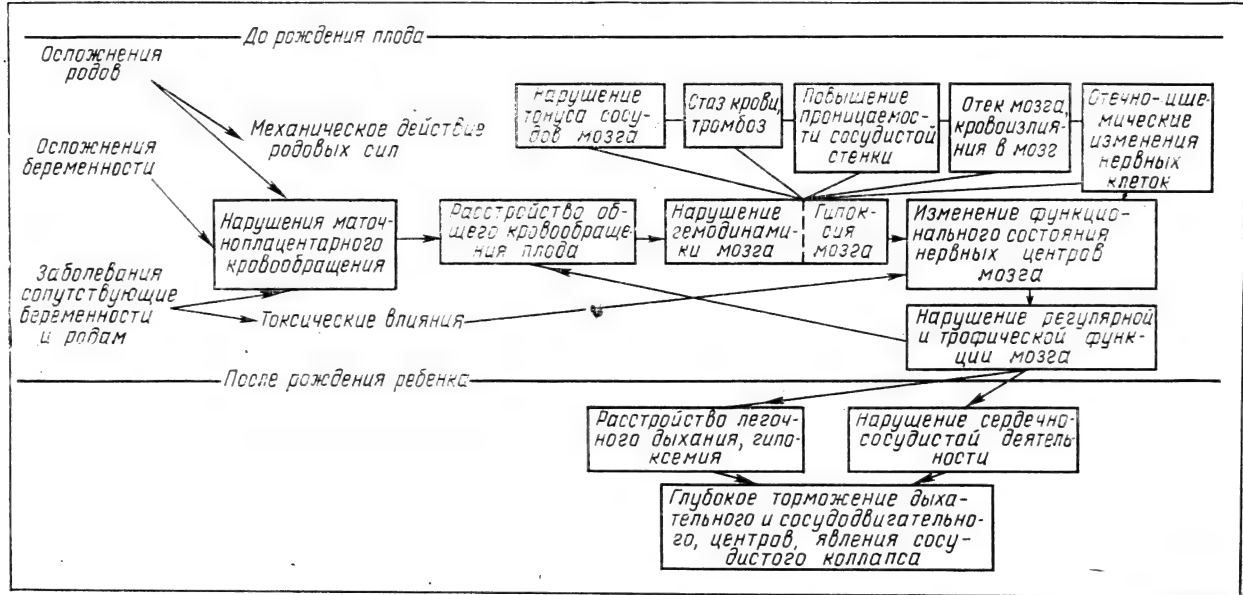 До рождения плода
Осложнения
родов
Механическое действие
родовых сил
Осложнения
беременности
Заболевания
сопутствующие
беременности
и родам
Токсические влияния
Нарушение
тонуса сосу-
дов мозга
Стаз крови,
тромбоз
Повышение
проницаемос-
ти сосудистой
стенки
Отек мозга,
кровоизлия-
ния в мозг
Отечно-ише-
мические
изменения
нервных
клеток
Нарушения маточ-
ноплацентарного
кровообращения
Расстройство об-
щего кровообраще-
ния плода
Нарушение
гемодинами-
ки мозга
Гипок-
сия
мозга
Изменение функцио-
нального состояния
нервных центров
мозга
Нарушение регулярной
и трофической функ-
ции мозга
После рождения ребенка
Расстройства легоч-
ного дыхания, гипо-
ксемия
Нарушение сердечно-
сосудистой деятель-
ности
Глубокое торможение дыха-
тельного и сосудодвигательно-
го, центров, явления сосу-
дистого коллапса